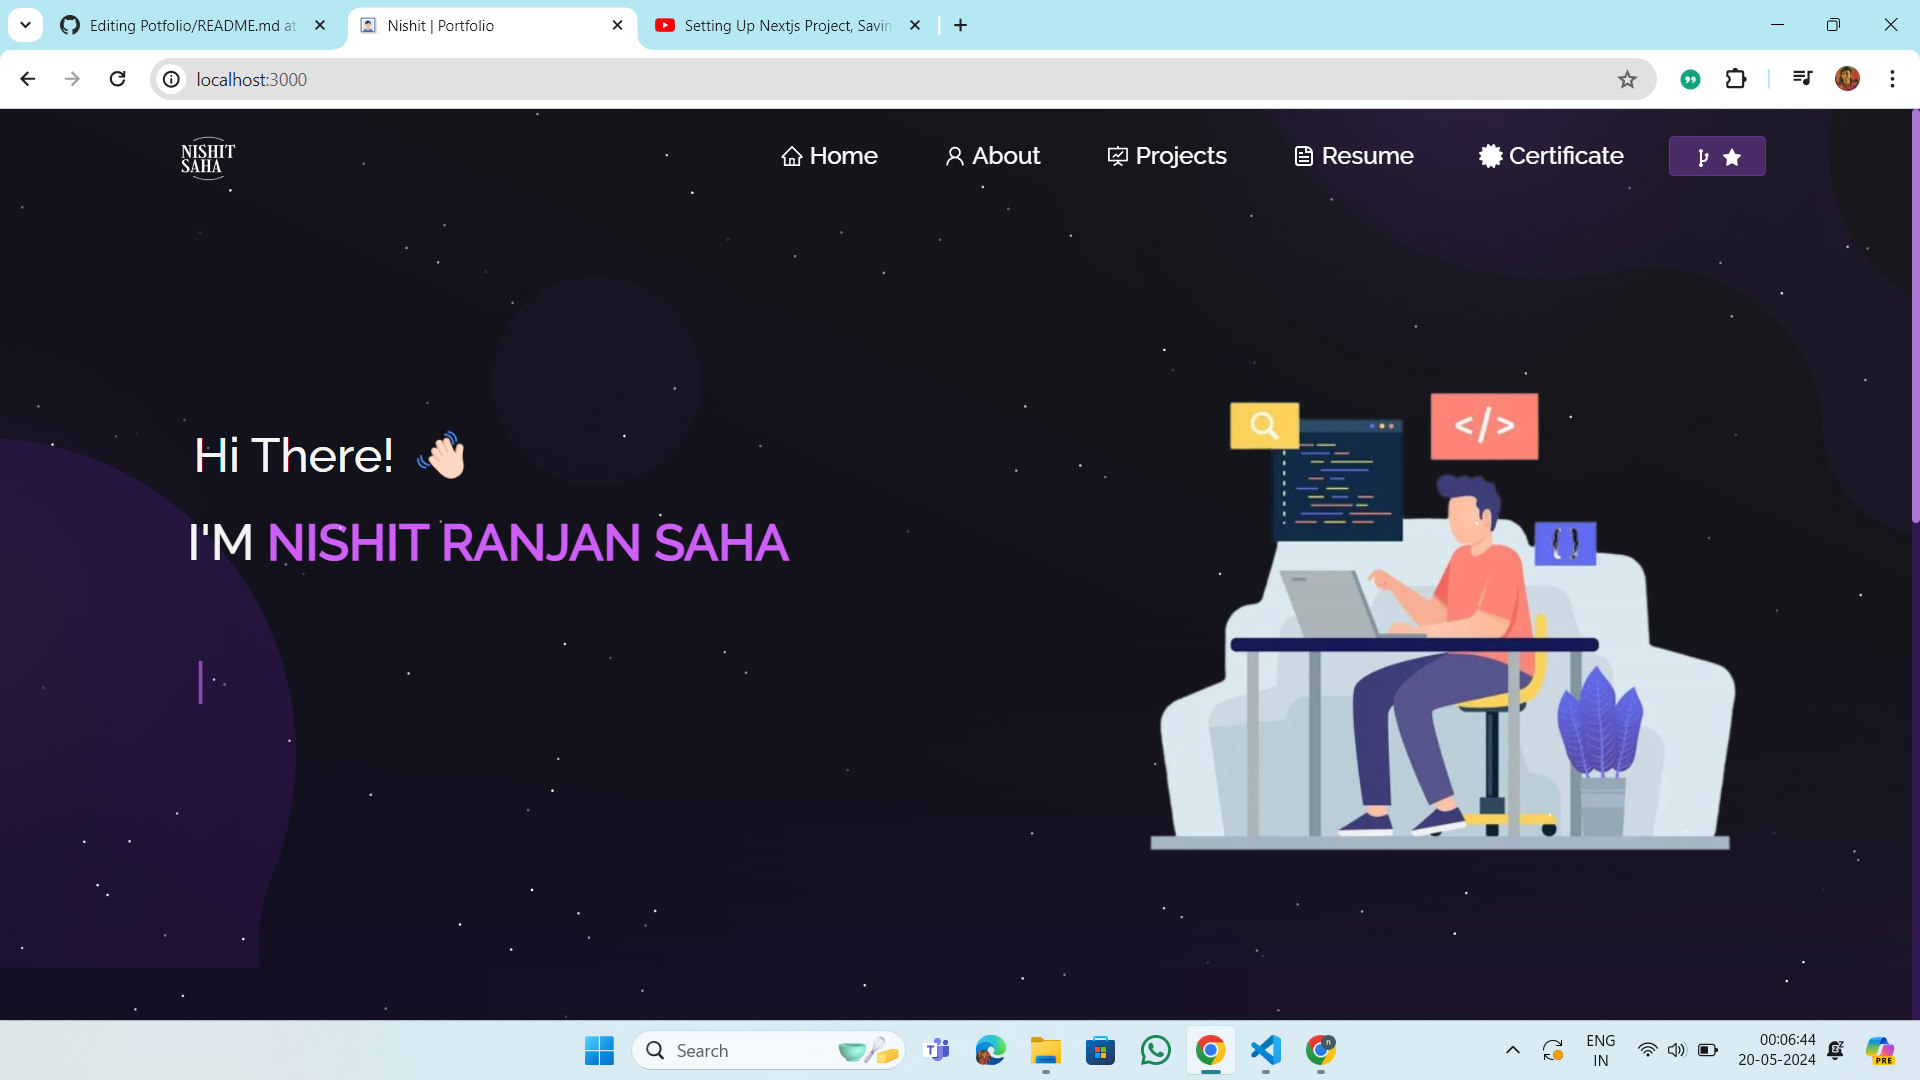 Editing Potfolio/README.md at
Nishit | Portfolio
Setting Up Nextjs Project, Savin
localhost:3000
NISHIT
SAHA
Home
About
Projects
Resume
Certificate
</>
Hi There!
I'M NISHIT RANJAN SAHA
{ }
Search
PRE
ENG
IN
00:06:44
20-05-2024